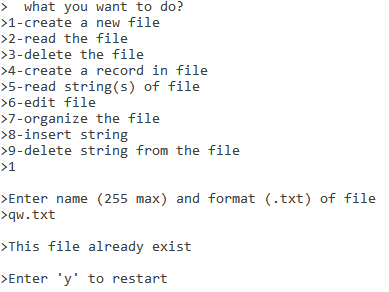 >  what you want to do?
>1-create a new file
>2-read the file
>3-delete the file
>4-create a record in file
>5-read string(s) of file
>6-edit file
>7-organize the file
>8-insert string
>9-delete string from the file
>1
>Enter name (255 max) and format (.txt) of file
>qw.txt
>This file already exist
>Enter 'y' to restart